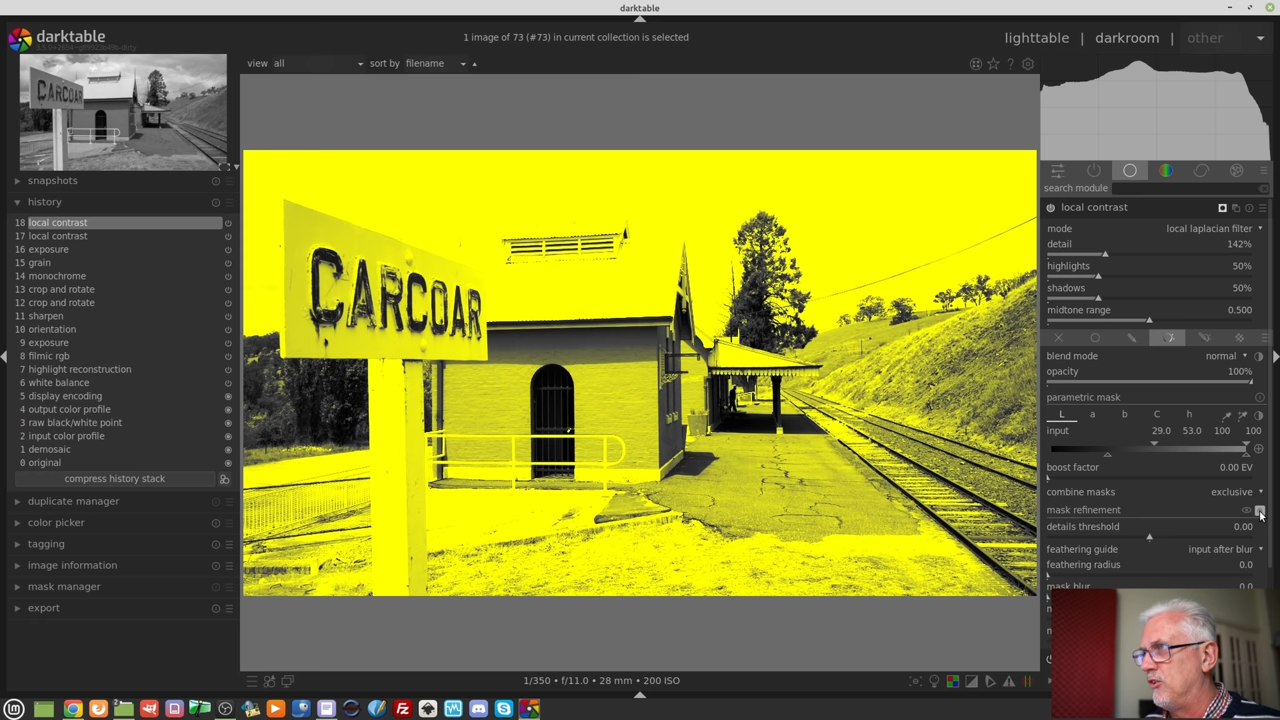 darktable
darktable
1 image of 73 (#73) in current collection is selected
lighttable | darkroom | other
view all sort by filename
CARCOAR
snapshots
history
18 local contrast
17 local contrast
16 exposure
15 grain
14 monochrome
13 crop and rotate
12 crop and rotate
11 sharpen
10 orientation
9 exposure
8 filmic rgb
7 highlight reconstruction
6 white balance
5 display encoding
4 output color profile
3 raw black/white point
2 input color profile
1 demosaic
0 original
compress history stack
duplicate manager
color picker
tagging
image information
mask manager
export
CARCOAR
1/350 • f/11.0 • 28 mm • 200 ISO
search module
local contrast
mode local laplacian filter
detail 142%
highlights 50%
shadows 50%
midtone range 0.500
blend mode normal
opacity 100%
parametric mask
L a b C h
input 29.0 53.0 100 100
boost factor 0.00 EV
combine masks exclusive
mask refinement
details threshold 0.00
feathering guide input after blur
feathering radius 0.0
mask blur 0.0